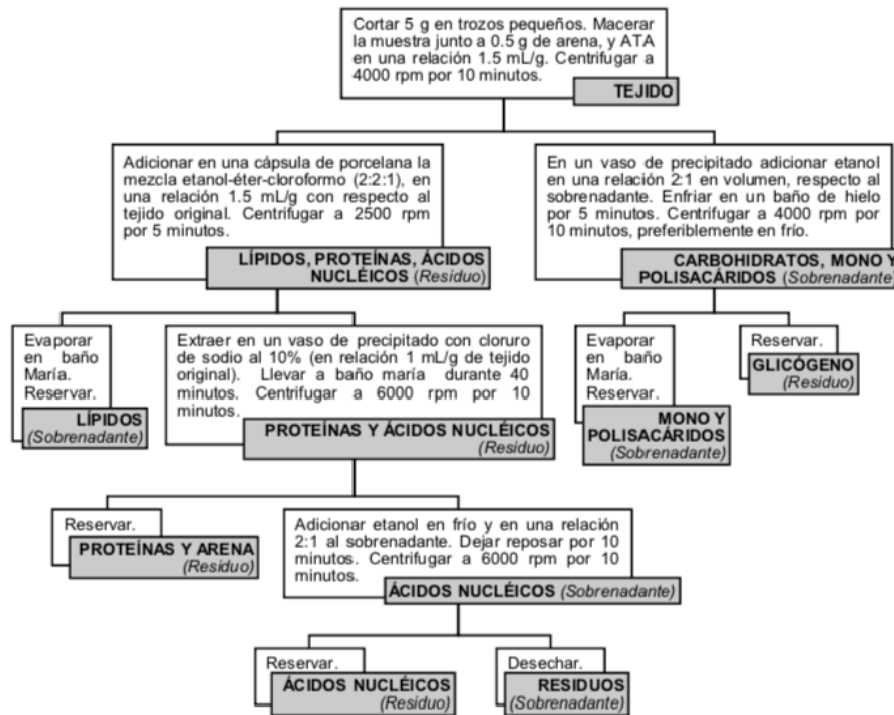 Cortar 5 g en trozos pequeños. Macerar
la muestra junto a 0.5 g de arena, y ATA
en una relación 1.5 mL/g. Centrifugar a
4000 rpm por 10 minutos.
TEJIDO
Adicionar en una cápsula de porcelana la
mezcla etanol-éter-cloroformo (2:2:1), en
una relación 1.5 mL/g con respecto al
tejido original. Centrifugar a 2500 rpm
por 5 minutos.
LÍPIDOS, PROTEÍNAS, ÁCIDOS
NUCLÉICOS (Residuo)
En un vaso de precipitado adicionar etanol
en una relación 2:1 en volumen, respecto al
sobrenadante. Enfriar en un baño de hielo
por 5 minutos. Centrifugar a 4000 rpm por
10 minutos, preferiblemente en frío.
CARBOHIDRATOS, MONO Y
POLISACÁRIDOS (Sobrenadante)
Evaporar
en baño
María.
Reservar.
LÍPIDOS
(Sobrenadante)
Extraer en un vaso de precipitado con cloruro
de sodio al 10% (en relación 1 mL/g de tejido
original). Llevar a baño maría durante 40
minutos. Centrifugar a 6000 rpm por 10
minutos.
PROTEÍNAS Y ÁCIDOS NUCLÉICOS
(Residuo)
Evaporar
en baño
María.
Reservar.
MONO Y
POLISACÁRIDOS
(Sobrenadante)
Reservar.
GLICÓGENO
(Residuo)
Reservar.
PROTEÍNAS Y ARENA
(Residuo)
Adicionar etanol en frío y en una relación
2:1 al sobrenadante. Dejar reposar por 10
minutos. Centrifugar a 6000 rpm por 10
minutos.
ÁCIDOS NUCLÉICOS (Sobrenadante)
Reservar.
ÁCIDOS NUCLÉICOS
(Residuo)
Desechar.
RESIDUOS
(Sobrenadante)